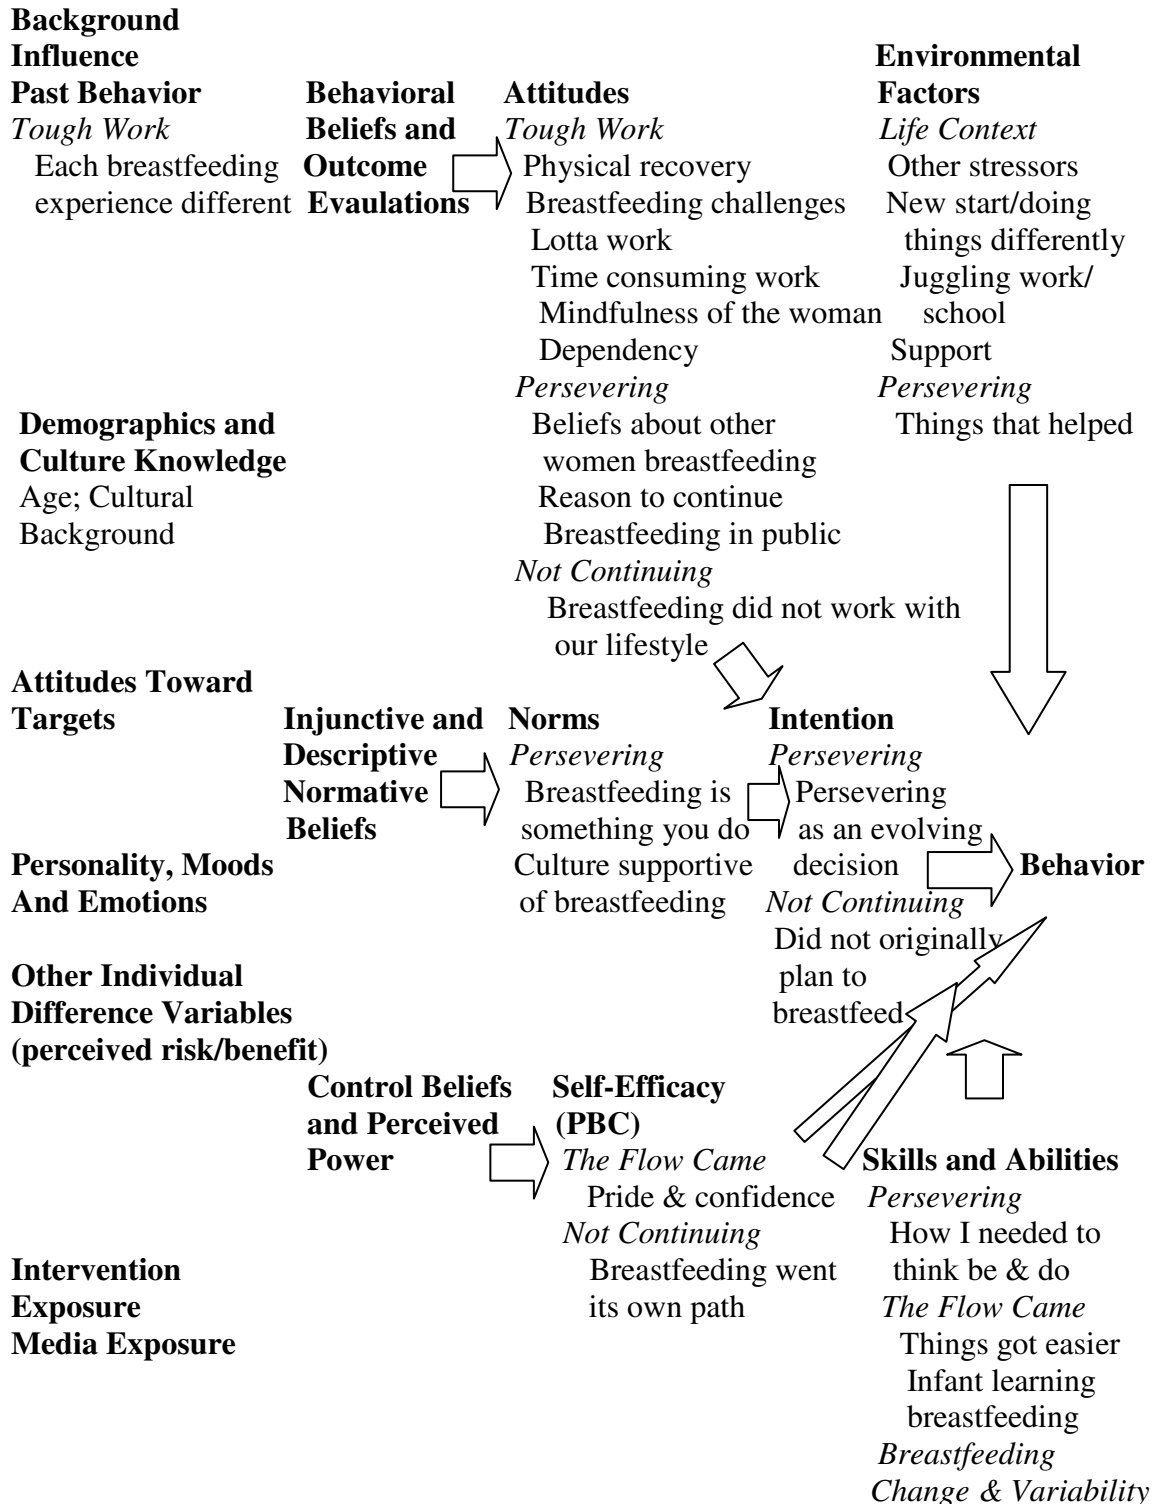 Background
Influence
Past Behavior
Tough Work
Each breastfeeding
experience different
Demographics and
Culture Knowledge
Age; Cultural
Background
Attitudes Toward
Targets
Personality, Moods
And Emotions
Other Individual
Difference Variables
(perceived risk/benefit)
Intervention
Exposure
Media Exposure
Behavioral
Beliefs and
Outcome
Evaulations
Injunctive and
Descriptive
Normative
Beliefs
Control Beliefs
and Perceived
Power
Attitudes
Tough Work
Physical recovery
Breastfeeding challenges
Lotta work
Time consuming work
Mindfulness of the woman
Dependency
Persevering
Beliefs about other
women breastfeeding
Reason to continue
Breastfeeding in public
Not Continuing
Breastfeeding did not work with
our lifestyle
Norms
Persevering
Breastfeeding is
something you do
Culture supportive
of breastfeeding
Self-Efficacy
(PBC)
The Flow Came
Pride & confidence
Not Continuing
Breastfeeding went
its own path
Intention
Persevering
Persevering
as an evolving
decision
Not Continuing
Did not originally
plan to
breastfeed
Environmental
Factors
Life Context
Other stressors
New start/doing
things differently
Juggling work/
school
Support
Persevering
Things that helped
Behavior
Skills and Abilities
Persevering
How I needed to
think be & do
The Flow Came
Things got easier
Infant learning
breastfeeding
Breastfeeding
Change & Variability